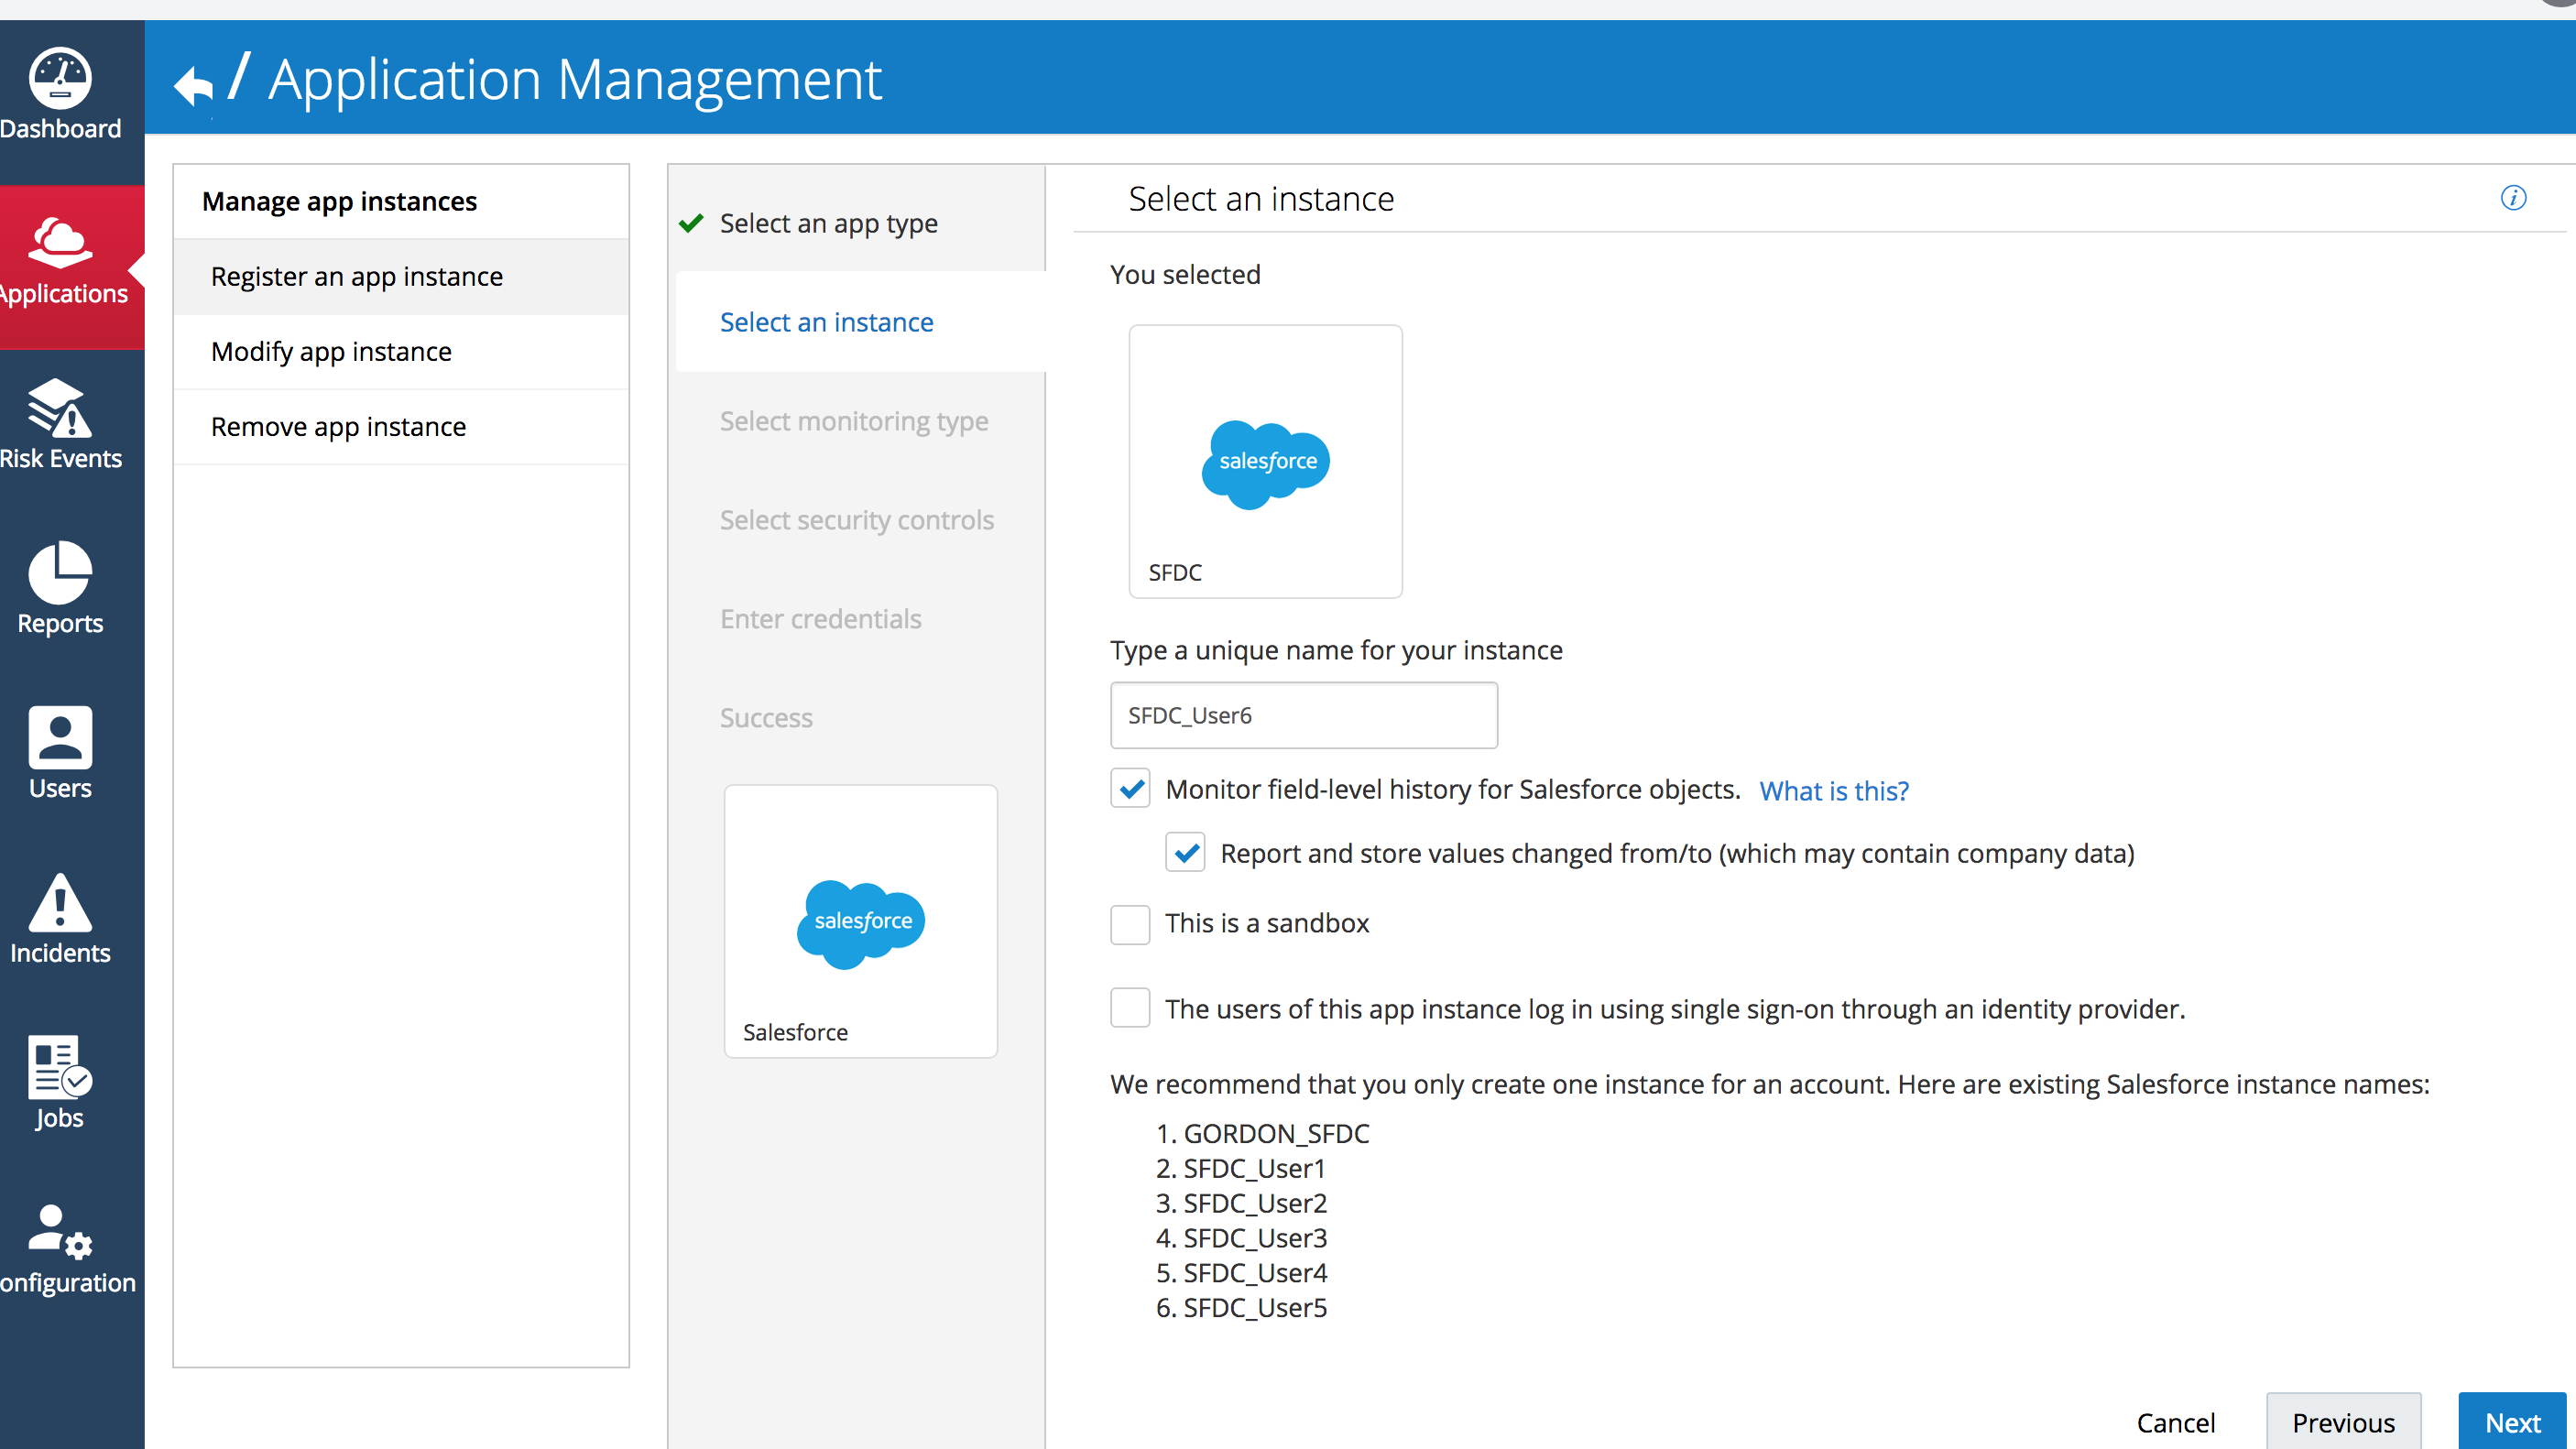 / Application Management
Dashboard
Applications
Risk Events
Reports
Users
Incidents
Jobs
onfiguration
Manage app instances
Register an app instance
Modify app instance
Remove app instance
Select an app type
Select an instance
Select monitoring type
Select security controls
Enter credentials
Success
salesforce
Salesforce
Select an instance
i
You selected
salesforce
SFDC
Type a unique name for your instance
SFDC_User6
Monitor field-level history for Salesforce objects. What is this?
Report and store values changed from/to (which may contain company data)
This is a sandbox
The users of this app instance log in using single sign-on through an identity provider.
We recommend that you only create one instance for an account. Here are existing Salesforce instance names:
1. GORDON_SFDC
2. SFDC_User1
3. SFDC_User2
4. SFDC_User3
5. SFDC_User4
6. SFDC_User5
Cancel Previous Next